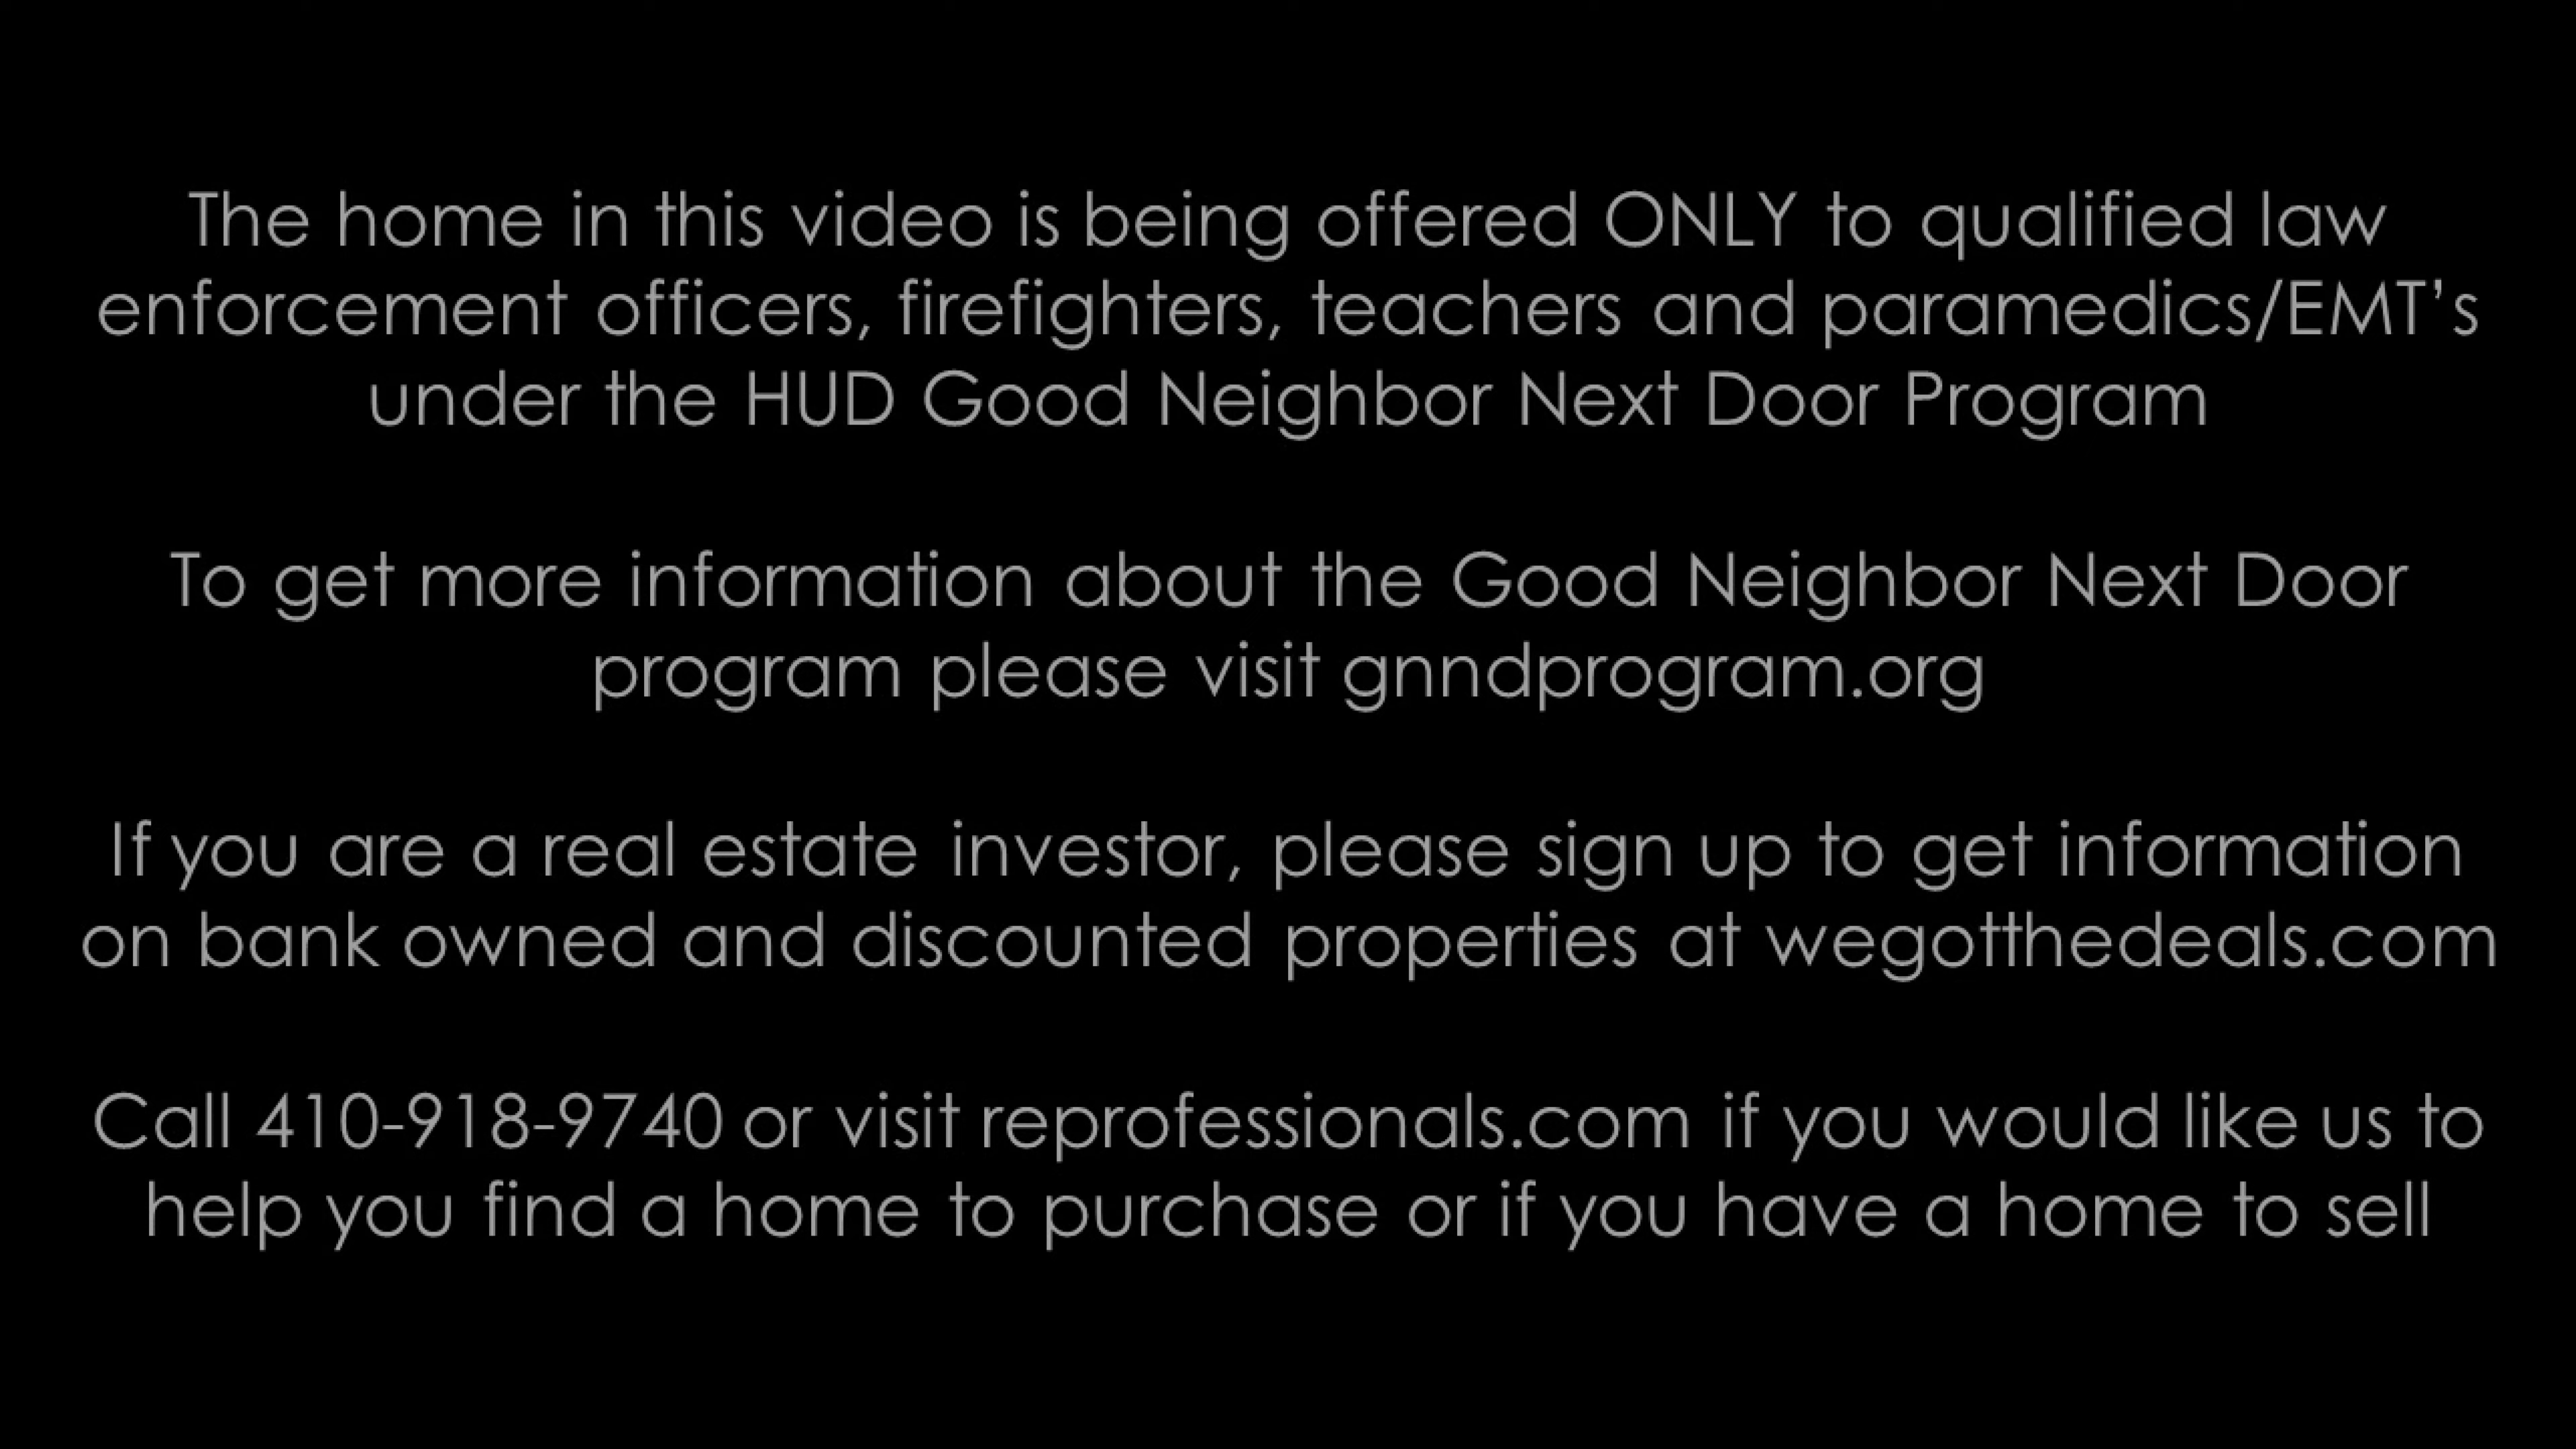 The home in this video is being offered ONLY to qualified law
enforcement officers, firefighters, teachers and paramedics/EMT’s
under the HUD Good Neighbor Next Door Program
To get more information about the Good Neighbor Next Door
program please visit gnndprogram.org
If you are a real estate investor, please sign up to get information
on bank owned and discounted properties at wegotthedeals.com
Call 410-918-9740 or visit reprofessionals.com if you would like us to
help you find a home to purchase or if you have a home to sell